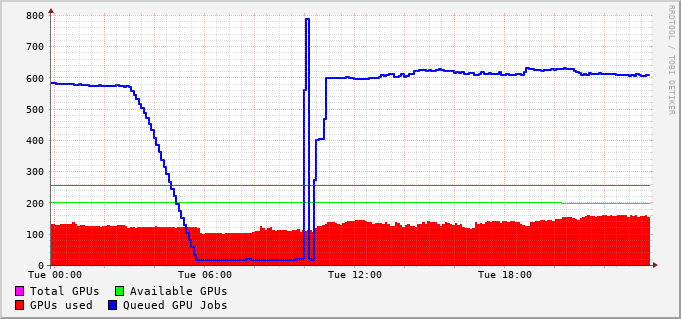 800
700
600
500
400
300
200
100
0
Tue 00:00 Tue 06:00 Tue 12:00 Tue 18:00
Total GPUs Available GPUs
GPUs used Queued GPU Jobs
RRDTOOL / TOBI OETIKER